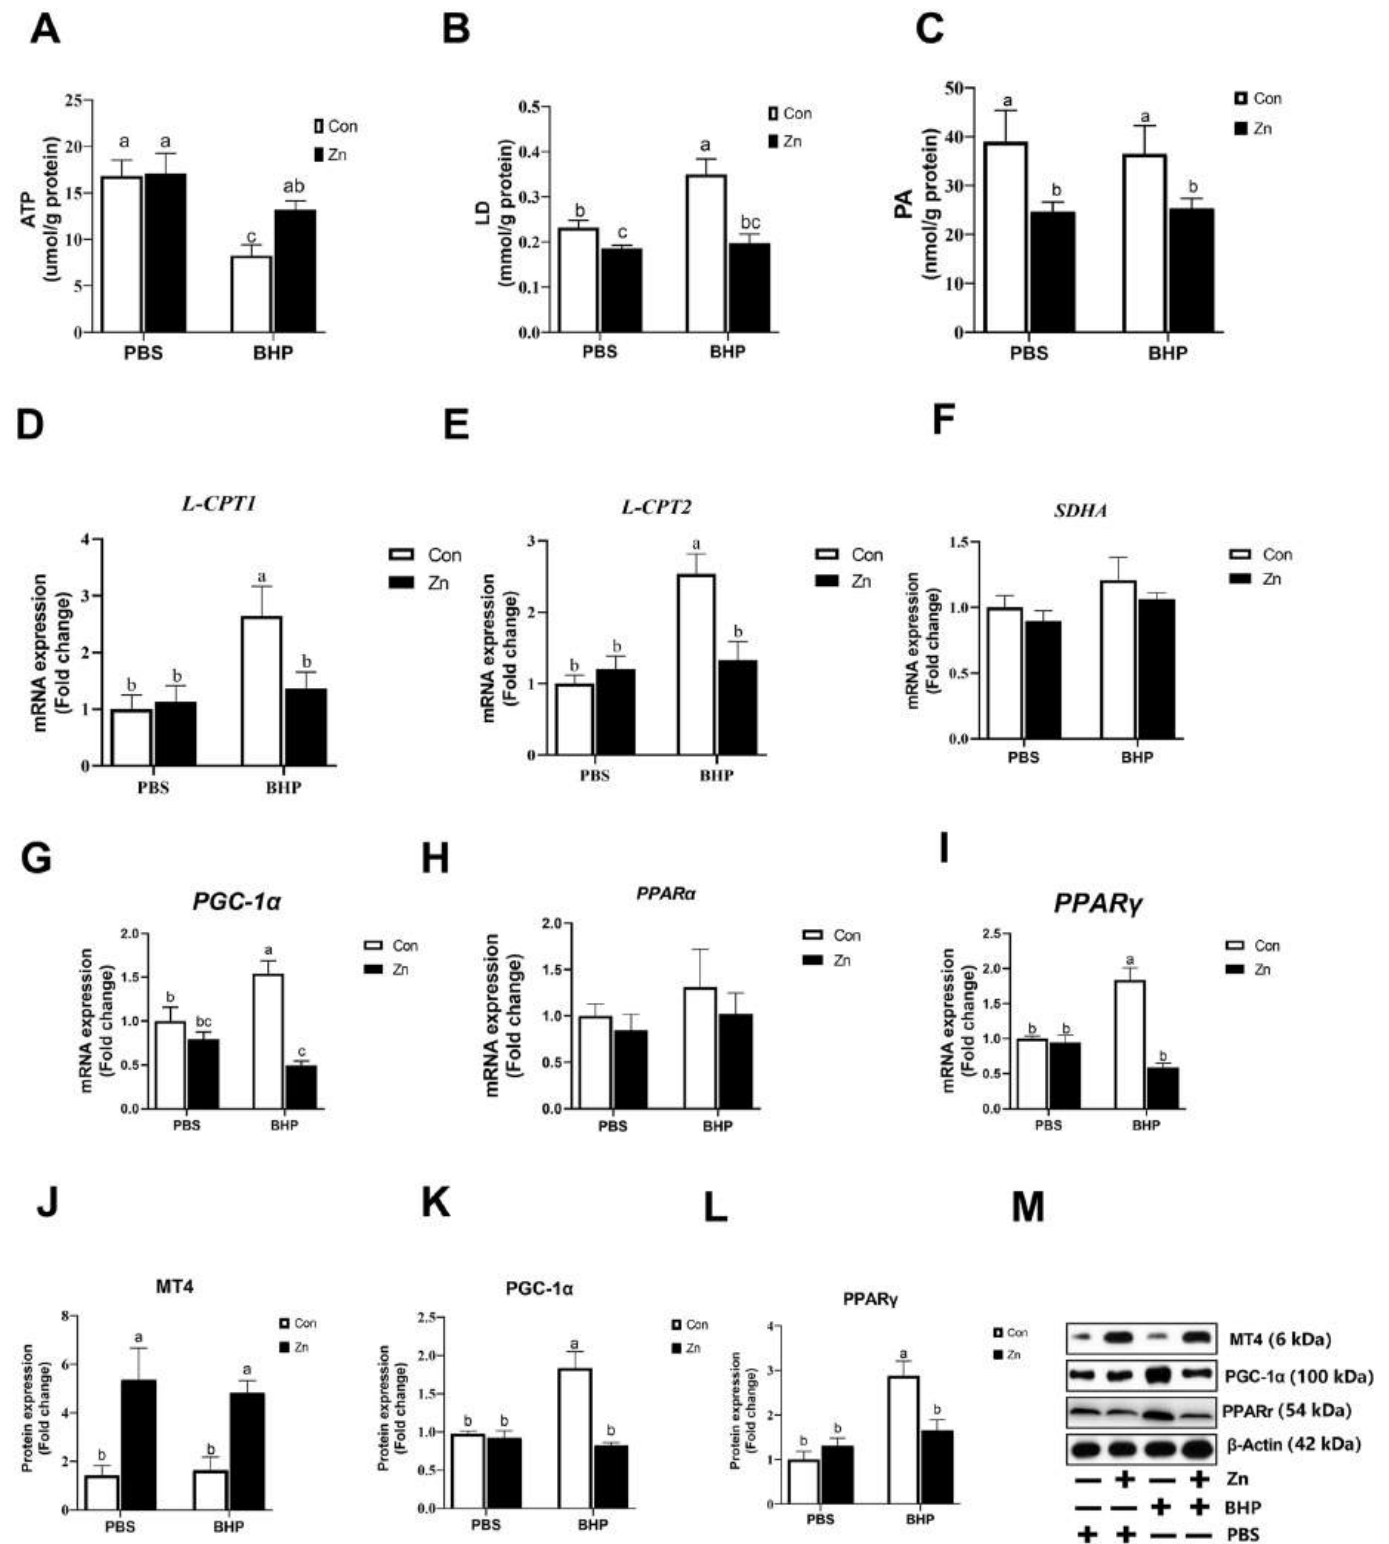 A
B
C
ATP
(umol/g protein)
25
20
15
10
5
0
a
a
c
ab
PBS
BHP
Con
Zn
LD
(mmol/g protein)
0.5
0.4
0.3
0.2
0.1
0.0
b
c
a
bc
PBS
BHP
Con
Zn
PA
(nmol/g protein)
50
40
30
20
10
0
a
b
a
b
PBS
BHP
Con
Zn
D
E
F
L-CPT1
mRNA expression
(Fold change)
4
3
2
1
0
b
b
a
b
PBS
BHP
Con
Zn
L-CPT2
mRNA expression
(Fold change)
3
2
1
0
b
b
a
b
PBS
BHP
Con
Zn
SDHA
mRNA expression
(Fold change)
1.5
1.0
0.5
0.0
PBS
BHP
Con
Zn
G
H
I
PGC-1α
mRNA expression
(Fold change)
2.0
1.5
1.0
0.5
0.0
b
bc
a
c
PBS
BHP
Con
Zn
PPARα
mRNA expression
(Fold change)
2.0
1.5
1.0
0.5
0.0
PBS
BHP
Con
Zn
PPARγ
mRNA expression
(Fold change)
2.5
2.0
1.5
1.0
0.5
0.0
b
b
a
b
PBS
BHP
Con
Zn
J
K
L
M
MT4
Protein expression
(Fold change)
8
6
4
2
0
b
a
b
a
PBS
BHP
Con
Zn
PGC-1α
Protein expression
(Fold change)
2.5
2.0
1.5
1.0
0.5
0.0
b
b
a
b
PBS
BHP
Con
Zn
PPARγ
Protein expression
(Fold change)
4
3
2
1
0
b
b
a
b
PBS
BHP
Con
Zn
MT4 (6 kDa)
PGC-1α (100 kDa)
PPARr (54 kDa)
β-Actin (42 kDa)
— + — + Zn
— — + + BHP
+ + — — PBS